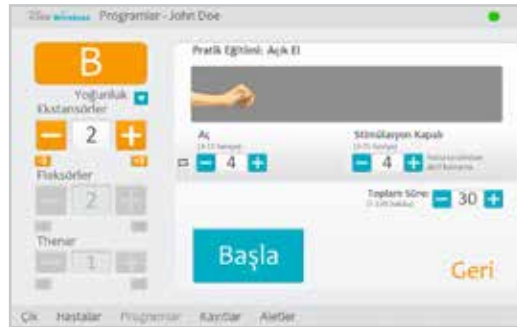 Programlar - John Doe
B
Yoğunluk
Ekstansörler
2
Fleksörler
2
Thenar
1
Pratik Eğitimi: Açık El
Aç
4
Stimülasyon Kapalı
4
Toplam Süre:
30
Başla
Geri
Çık Hastalar Programlar Kayıtlar Aletler